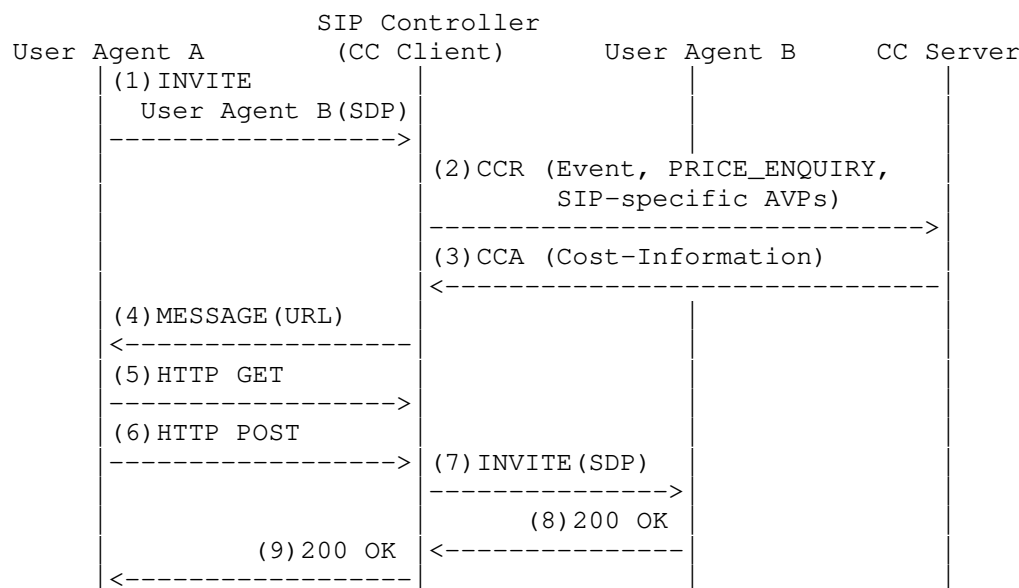 SIP Controller
User Agent A (CC Client) User Agent B CC Server
(1)INVITE
User Agent B(SDP)
(2)CCR (Event, PRICE_ENQUIRY,
SIP-specific AVPs)
(3)CCA (Cost-Information)
(4)MESSAGE(URL)
(5)HTTP GET
(6)HTTP POST
(7)INVITE(SDP)
(8)200 OK
(9)200 OK